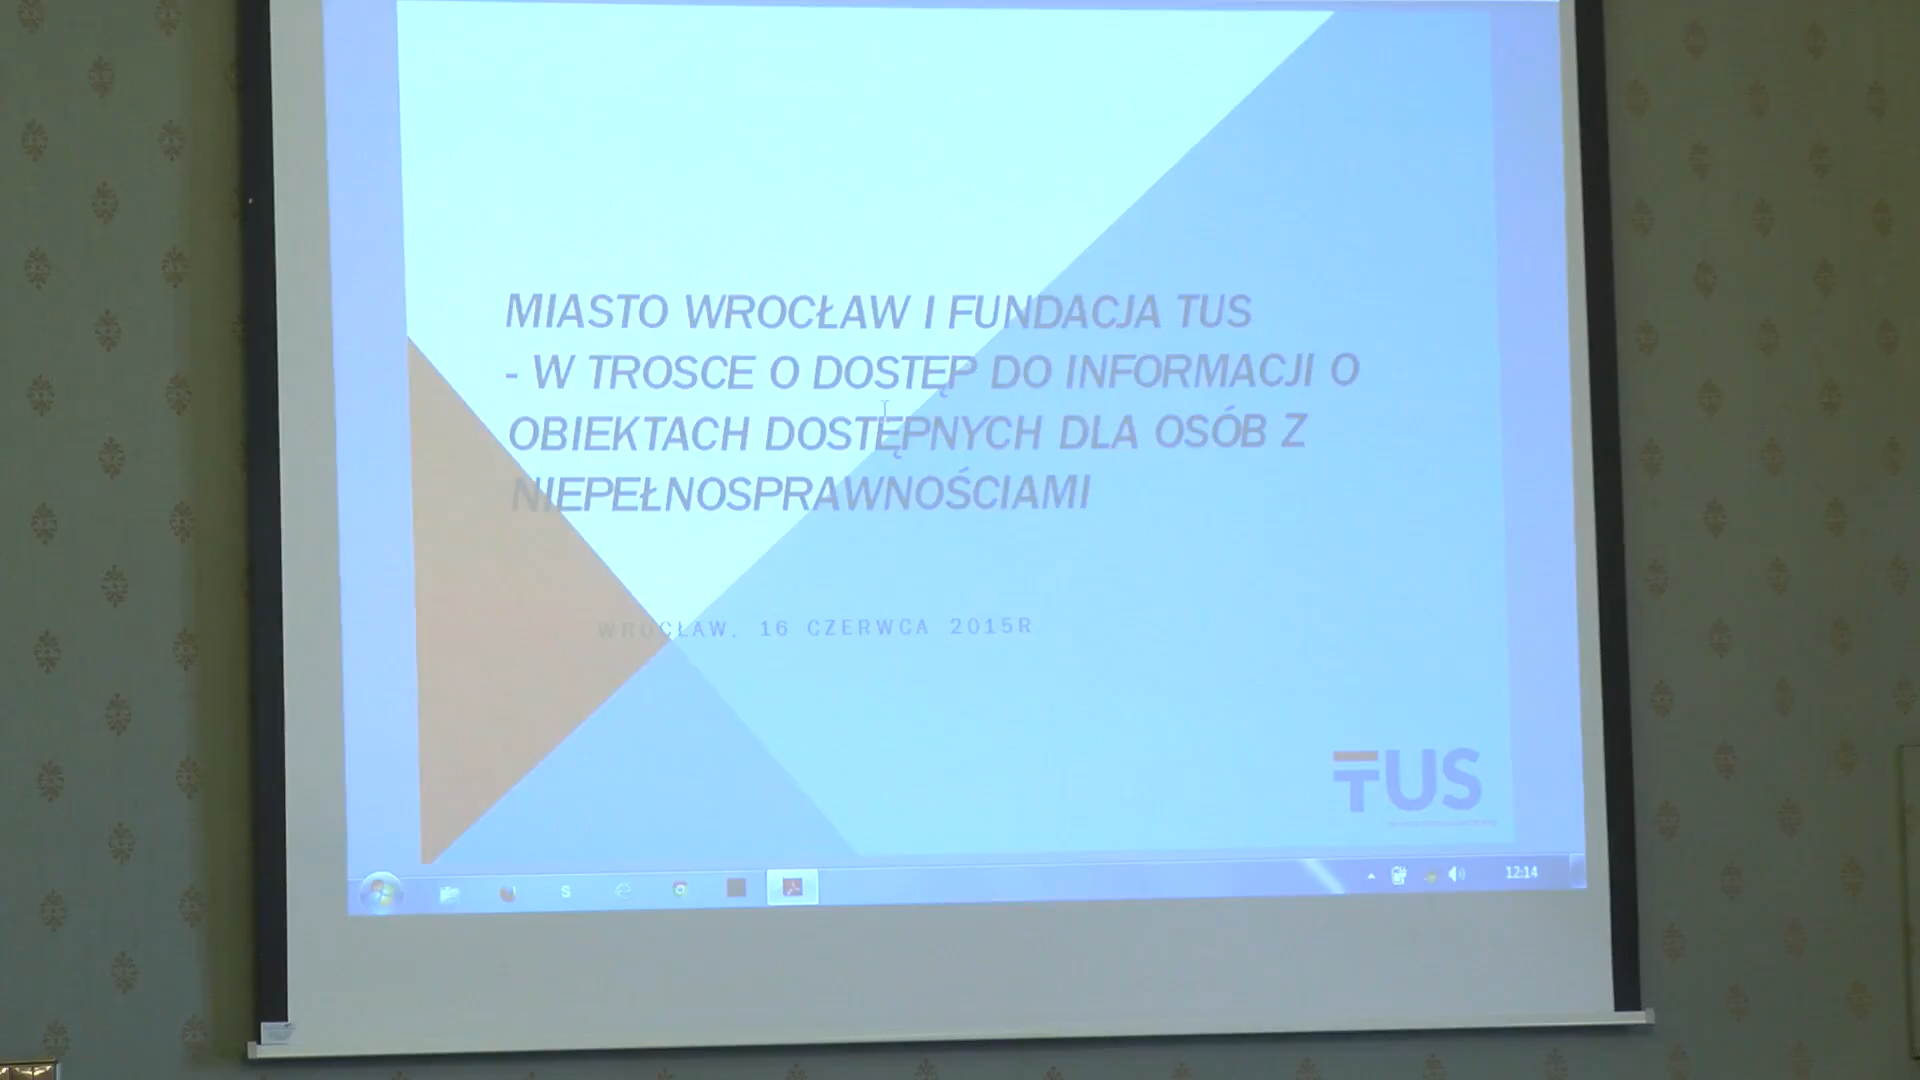 MIASTO WROCŁAW I FUNDACJA TUS
- W TROSCE O DOSTĘP DO INFORMACJI O
OBIEKTACH DOSTĘPNYCH DLA OSÓB Z
NIEPEŁNOSPRAWNOŚCIAMI
WROCŁAW, 16 CZERWCA 2015R
TUS
12:14